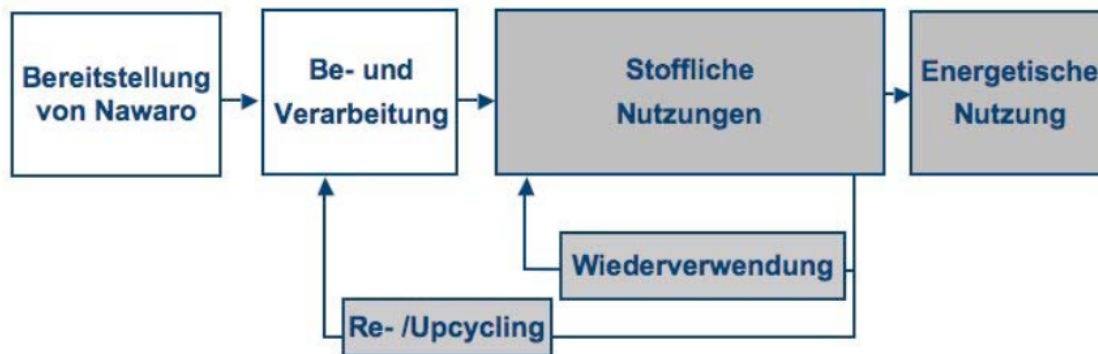 Bereitstellung
von Nawaro
Be- und
Verarbeitung
Stoffliche
Nutzungen
Energetische
Nutzung
Wiederverwendung
Re- /Upcycling